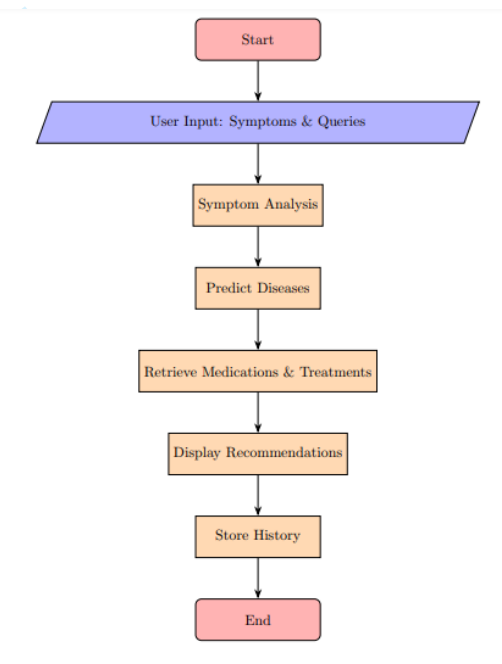 Start
User Input: Symptoms & Queries
Symptom Analysis
Predict Diseases
Retrieve Medications & Treatments
Display Recommendations
Store History
End